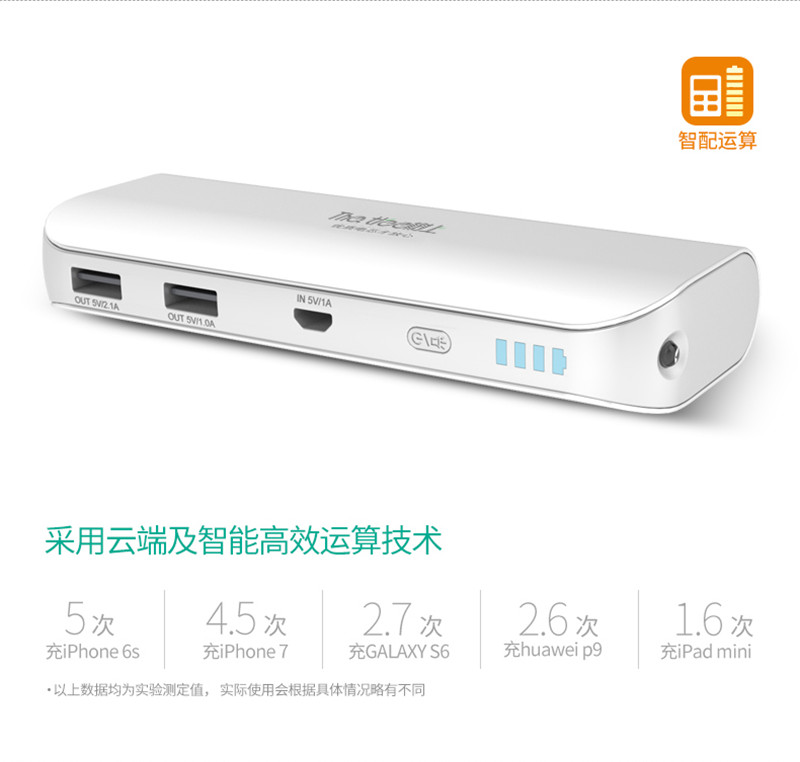 智配运算
OUT 5V/2.1A
OUT 5V/1.0A
IN 5V/1A
采用云端及智能高效运算技术
5次
充iPhone 6s
4.5次
充iPhone 7
2.7次
充GALAXY S6
2.6次
充huawei p9
1.6次
充iPad mini
·以上数据均为实验测定值，实际使用会根据具体情况略有不同